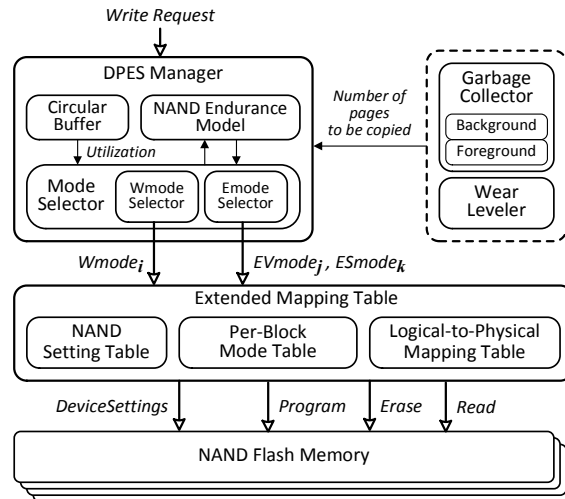 Write Request
DPES Manager
Circular
Buffer
NAND Endurance
Model
Utilization
Mode
Selector
Wmode
Selector
Emode
Selector
Number of
pages
to be copied
Garbage
Collector
Background
Foreground
Wear
Leveler
Wmodei
EVmodej , ESmodek
Extended Mapping Table
NAND
Setting Table
Per-Block
Mode Table
Logical-to-Physical
Mapping Table
DeviceSettings
Program
Erase
Read
NAND Flash Memory